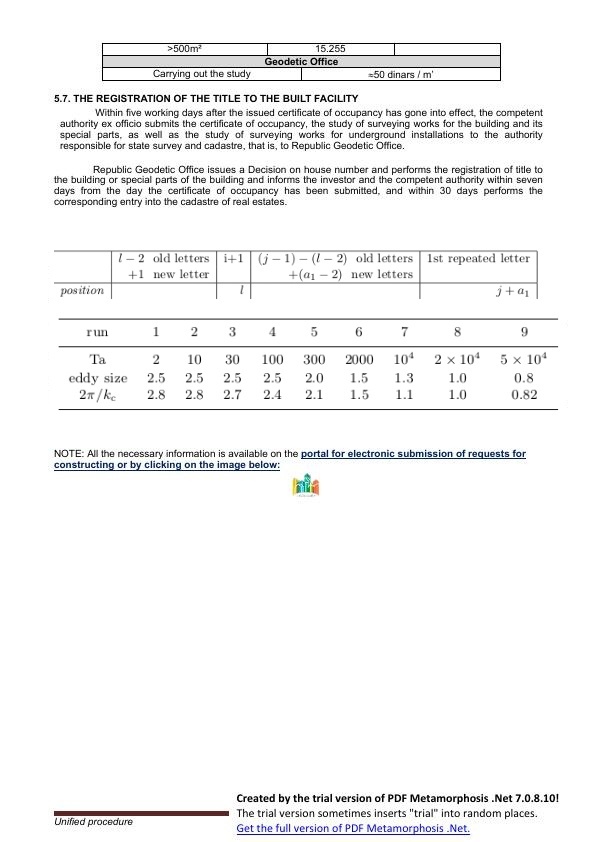 >500m² 15.255
Geodetic Office
Carrying out the study ≈50 dinars / m'
5.7. THE REGISTRATION OF THE TITLE TO THE BUILT FACILITY
Within five working days after the issued certificate of occupancy has gone into effect, the competent
authority ex officio submits the certificate of occupancy, the study of surveying works for the building and its
special parts, as well as the study of surveying works for underground installations to the authority
responsible for state survey and cadastre, that is, to Republic Geodetic Office.
Republic Geodetic Office issues a Decision on house number and performs the registration of title to
the building or special parts of the building and informs the investor and the competent authority within seven
days from the day the certificate of occupancy has been submitted, and within 30 days performs the
corresponding entry into the cadastre of real estates.
l − 2 old letters i+1 (j − 1) − (l − 2) old letters 1st repeated letter
+1 new letter +(a₁ − 2) new letters
position l j + a₁
run 1 2 3 4 5 6 7 8 9
Ta 2 10 30 100 300 2000 10⁴ 2 × 10⁴ 5 × 10⁴
eddy size 2.5 2.5 2.5 2.5 2.0 1.5 1.3 1.0 0.8
2π/k_c 2.8 2.8 2.7 2.4 2.1 1.5 1.1 1.0 0.82
NOTE: All the necessary information is available on the portal for electronic submission of requests for
constructing or by clicking on the image below:
Created by the trial version of PDF Metamorphosis .Net 7.0.8.10!
The trial version sometimes inserts "trial" into random places.
Get the full version of PDF Metamorphosis .Net.
Unified procedure